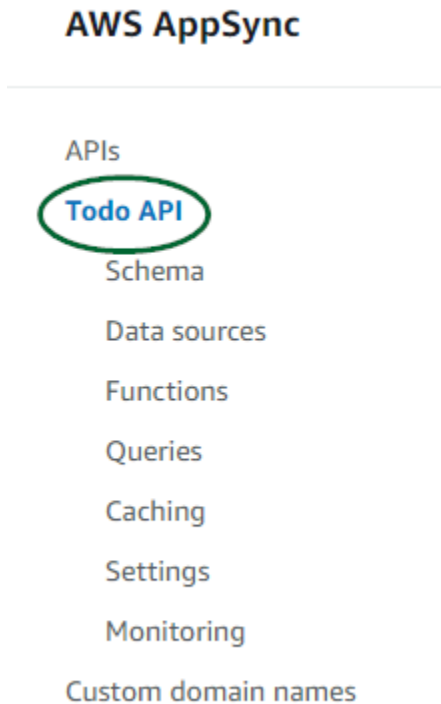 AWS AppSync
APIs
Todo API
Schema
Data sources
Functions
Queries
Caching
Settings
Monitoring
Custom domain names